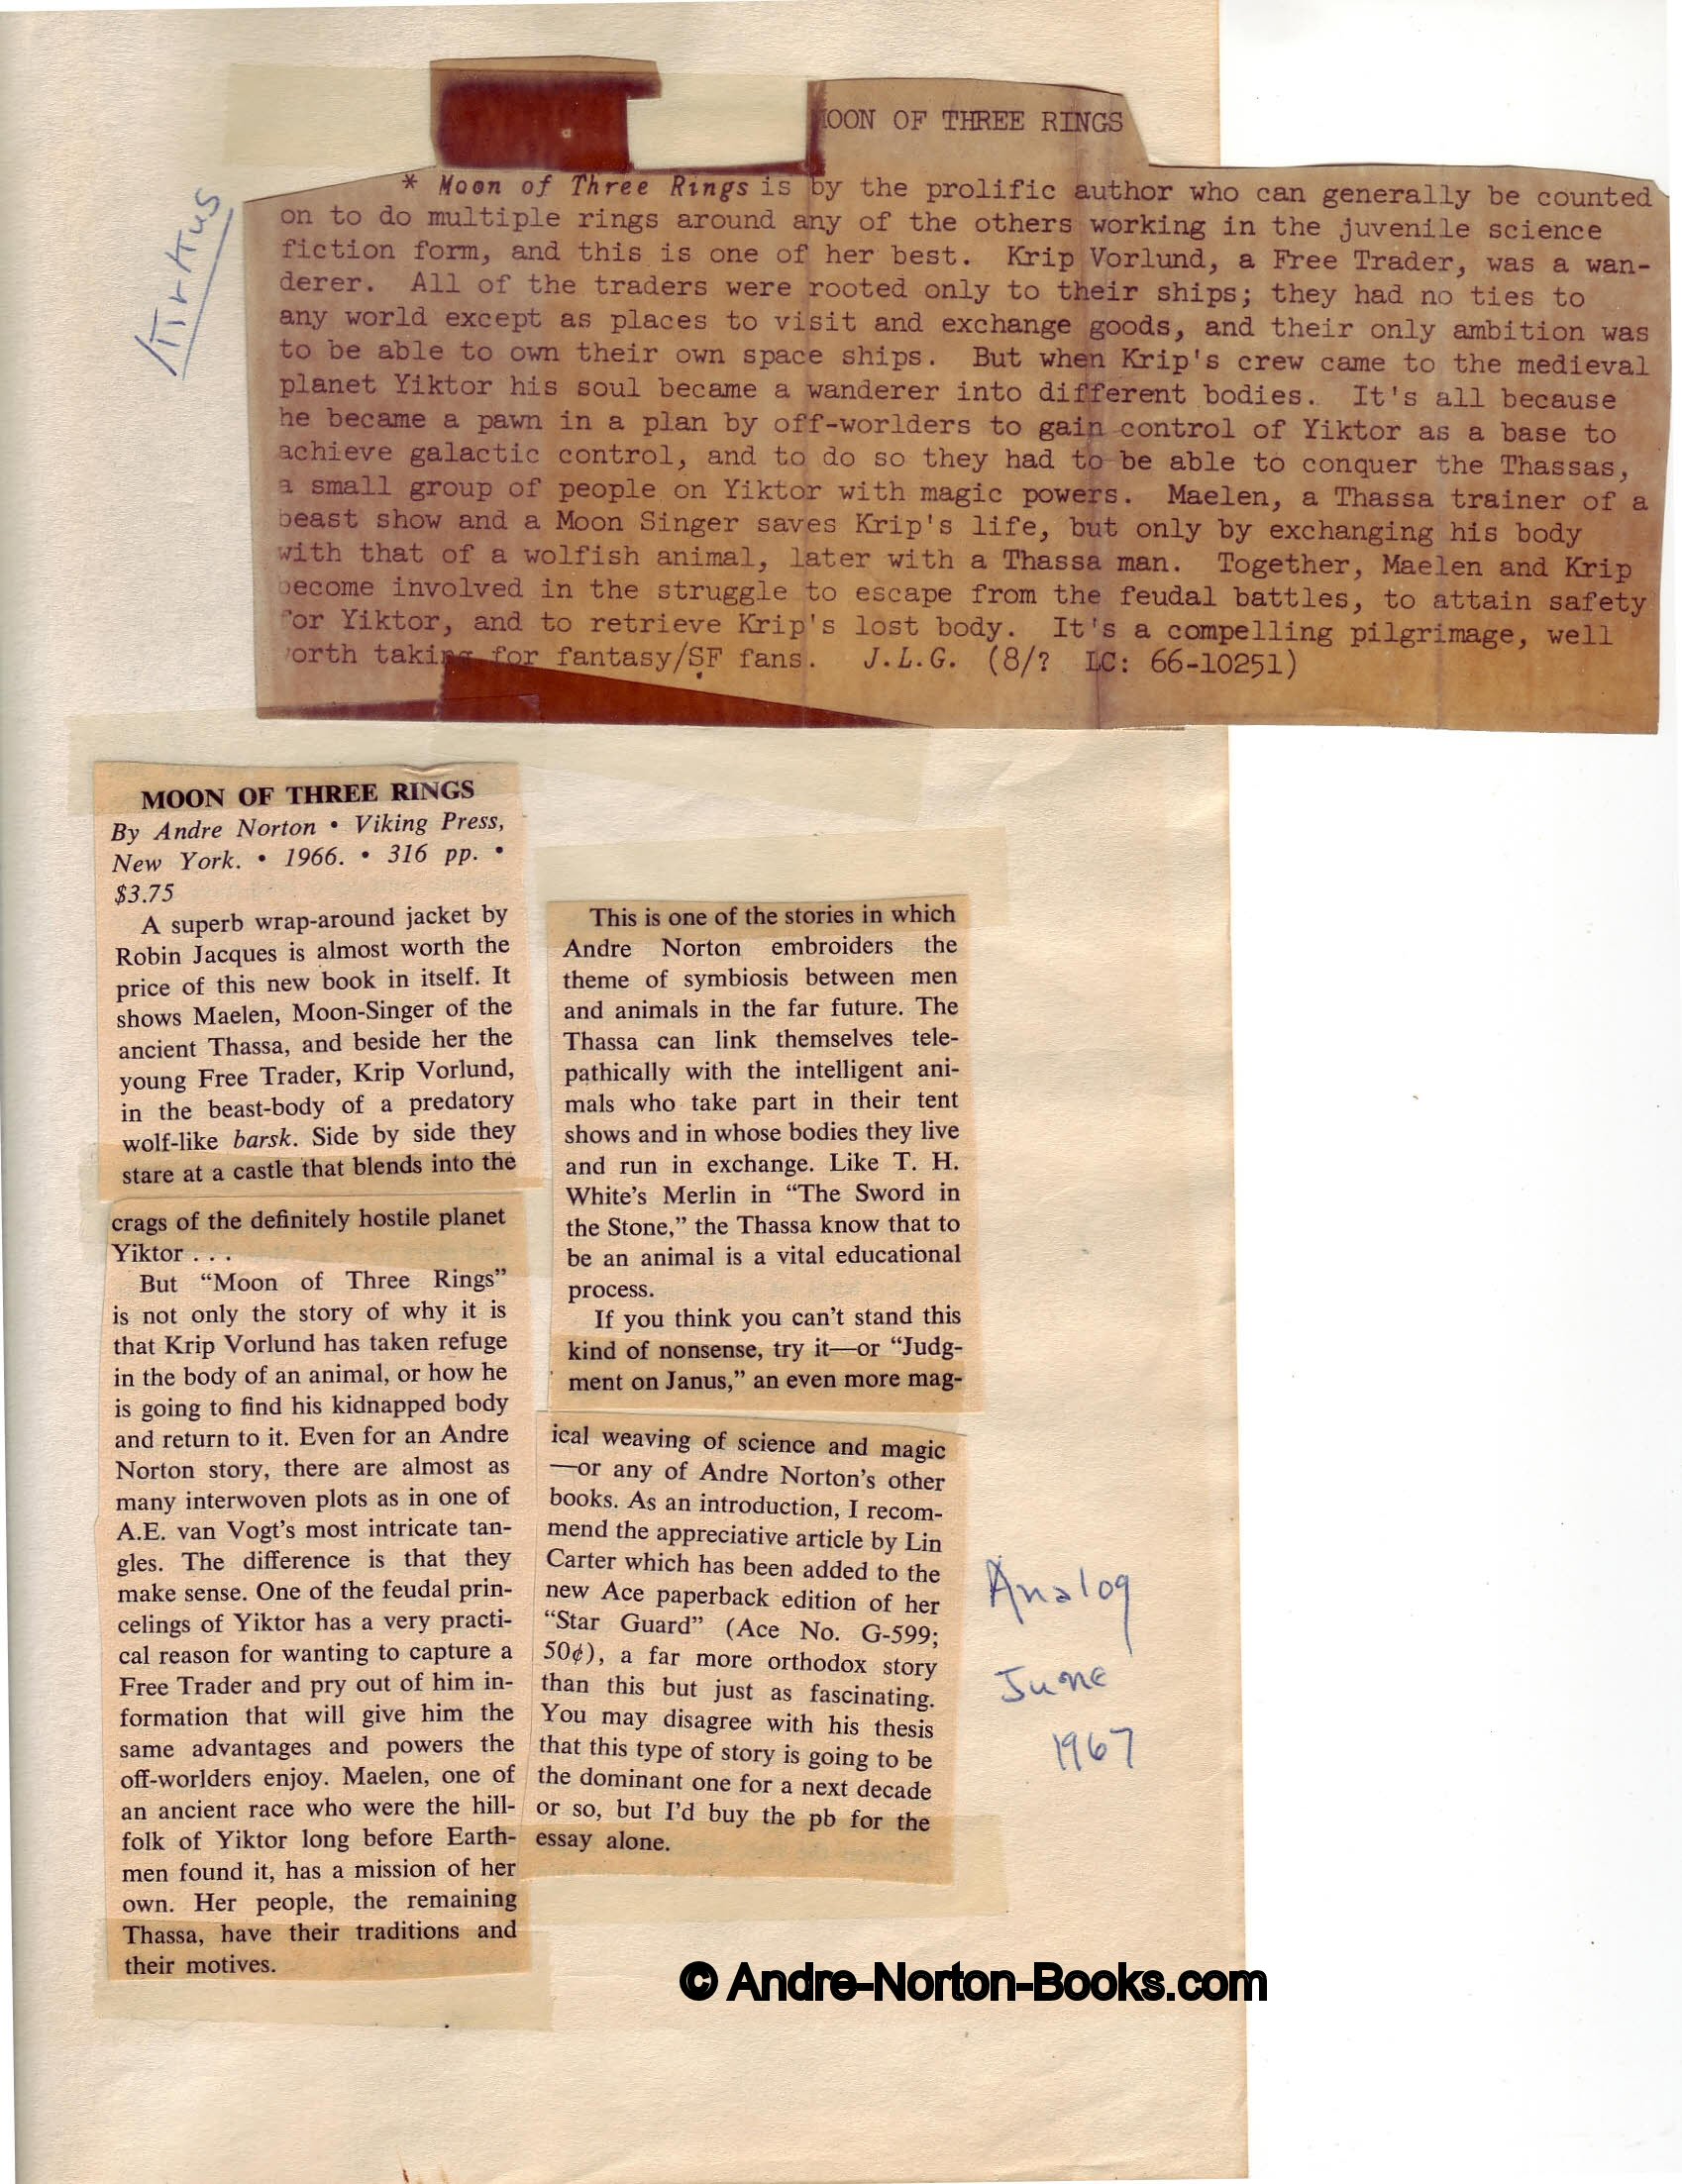 Kirkus
OON OF THREE RINGS
* Moon of Three Rings is by the prolific author who can generally be counted
on to do multiple rings around any of the others working in the juvenile science
fiction form, and this is one of her best. Krip Vorlund, a Free Trader, was a wan-
derer. All of the traders were rooted only to their ships; they had no ties to
any world except as places to visit and exchange goods, and their only ambition was
to be able to own their own space ships. But when Krip's crew came to the medieval
planet Yiktor his soul became a wanderer into different bodies. It's all because
he became a pawn in a plan by off-worlders to gain control of Yiktor as a base to
achieve galactic control, and to do so they had to be able to conquer the Thassas,
a small group of people on Yiktor with magic powers. Maelen, a Thassa trainer of a
beast show and a Moon Singer saves Krip's life, but only by exchanging his body
with that of a wolfish animal, later with a Thassa man. Together, Maelen and Krip
become involved in the struggle to escape from the feudal battles, to attain safety
for Yiktor, and to retrieve Krip's lost body. It's a compelling pilgrimage, well
orth taking for fantasy/SF fans. J.L.G. (8/? LC: 66-10251)
MOON OF THREE RINGS
By Andre Norton • Viking Press,
New York. • 1966. • 316 pp. •
$3.75
A superb wrap-around jacket by
Robin Jacques is almost worth the
price of this new book in itself. It
shows Maelen, Moon-Singer of the
ancient Thassa, and beside her the
young Free Trader, Krip Vorlund,
in the beast-body of a predatory
wolf-like barsk. Side by side they
stare at a castle that blends into the
crags of the definitely hostile planet
Yiktor . . .
But “Moon of Three Rings”
is not only the story of why it is
that Krip Vorlund has taken refuge
in the body of an animal, or how he
is going to find his kidnapped body
and return to it. Even for an Andre
Norton story, there are almost as
many interwoven plots as in one of
A.E. van Vogt’s most intricate tan-
gles. The difference is that they
make sense. One of the feudal prin-
celings of Yiktor has a very practi-
cal reason for wanting to capture a
Free Trader and pry out of him in-
formation that will give him the
same advantages and powers the
off-worlders enjoy. Maelen, one of
an ancient race who were the hill-
folk of Yiktor long before Earth-
men found it, has a mission of her
own. Her people, the remaining
Thassa, have their traditions and
their motives.
This is one of the stories in which
Andre Norton embroiders the
theme of symbiosis between men
and animals in the far future. The
Thassa can link themselves tele-
pathically with the intelligent ani-
mals who take part in their tent
shows and in whose bodies they live
and run in exchange. Like T. H.
White’s Merlin in “The Sword in
the Stone,” the Thassa know that to
be an animal is a vital educational
process.
If you think you can’t stand this
kind of nonsense, try it—or “Judg-
ment on Janus,” an even more mag-
ical weaving of science and magic
—or any of Andre Norton’s other
books. As an introduction, I recom-
mend the appreciative article by Lin
Carter which has been added to the
new Ace paperback edition of her
“Star Guard” (Ace No. G-599;
50¢), a far more orthodox story
than this but just as fascinating.
You may disagree with his thesis
that this type of story is going to be
the dominant one for a next decade
or so, but I’d buy the pb for the
essay alone.
Analog
June
1967
© Andre-Norton-Books.com